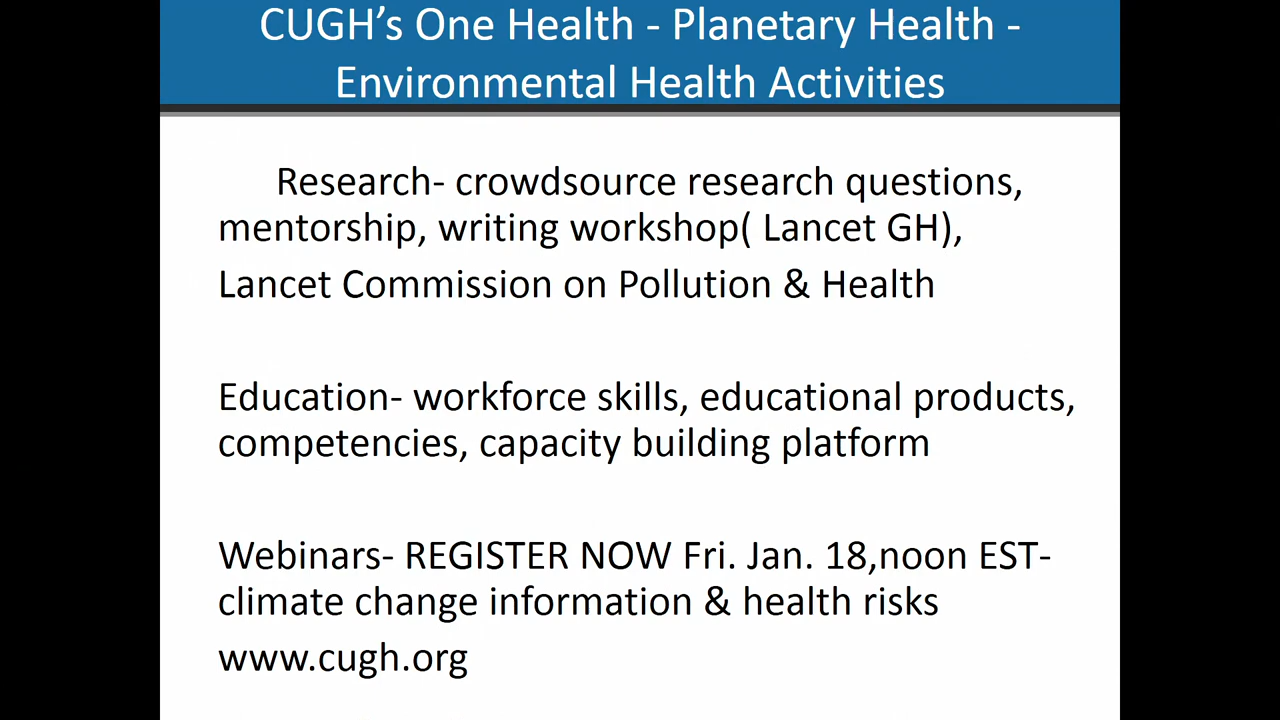 CUGH's One Health - Planetary Health -
Environmental Health Activities
Research- crowdsource research questions,
mentorship, writing workshop( Lancet GH),
Lancet Commission on Pollution & Health
Education- workforce skills, educational products,
competencies, capacity building platform
Webinars- REGISTER NOW Fri. Jan. 18,noon EST-
climate change information & health risks
www.cugh.org